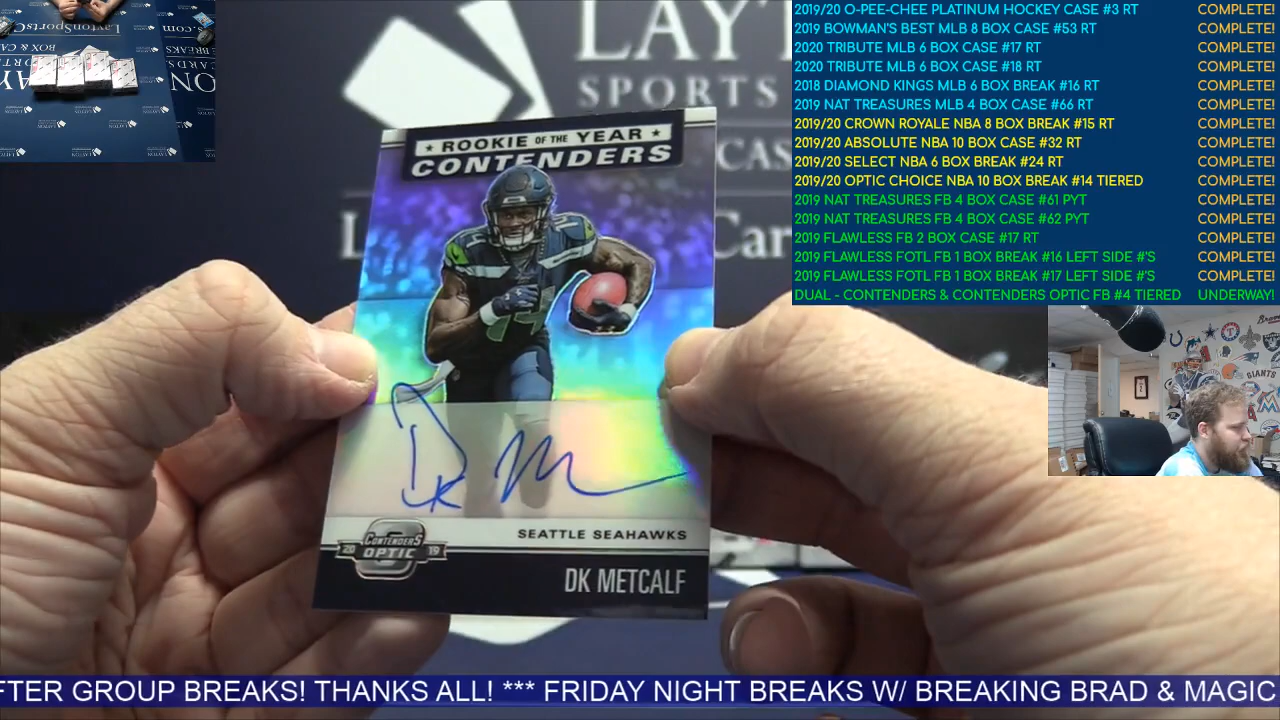 2019/20 O-PEE-CHEE PLATINUM HOCKEY CASE #3 RT COMPLETE!
2019 BOWMAN'S BEST MLB 8 BOX CASE #53 RT COMPLETE!
2020 TRIBUTE MLB 6 BOX CASE #17 RT COMPLETE!
2020 TRIBUTE MLB 6 BOX CASE #18 RT COMPLETE!
2018 DIAMOND KINGS MLB 6 BOX BREAK #16 RT COMPLETE!
2019 NAT TREASURES MLB 4 BOX CASE #66 RT COMPLETE!
2019/20 CROWN ROYALE NBA 8 BOX BREAK #15 RT COMPLETE!
2019/20 ABSOLUTE NBA 10 BOX CASE #32 RT COMPLETE!
2019/20 SELECT NBA 6 BOX BREAK #24 RT COMPLETE!
2019/20 OPTIC CHOICE NBA 10 BOX BREAK #14 TIERED COMPLETE!
2019 NAT TREASURES FB 4 BOX CASE #61 PYT COMPLETE!
2019 NAT TREASURES FB 4 BOX CASE #62 PYT COMPLETE!
2019 FLAWLESS FB 2 BOX CASE #17 RT COMPLETE!
2019 FLAWLESS FOTL FB 1 BOX BREAK #16 LEFT SIDE #'S COMPLETE!
2019 FLAWLESS FOTL FB 1 BOX BREAK #17 LEFT SIDE #'S COMPLETE!
DUAL - CONTENDERS & CONTENDERS OPTIC FB #4 TIERED UNDERWAY!
LAYT
SPORTS
CAS
Car
ROOKIE OF THE YEAR
CONTENDERS
14
DK M
SEATTLE SEAHAWKS
20 CONTENDERS 19
OPTIC
DK METCALF
GIANTS
FTER GROUP BREAKS! THANKS ALL! *** FRIDAY NIGHT BREAKS W/ BREAKING BRAD & MAGIC